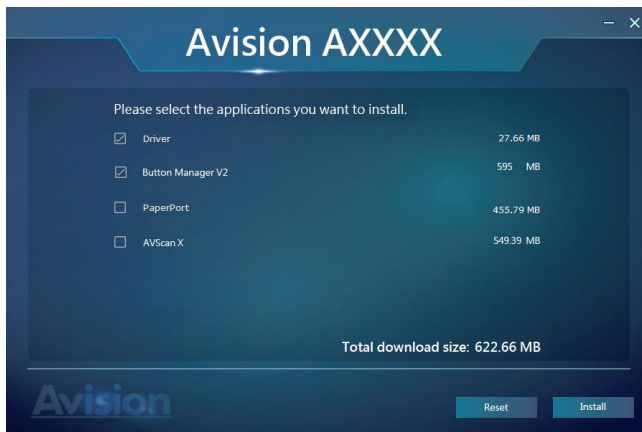 Avision AXXXX
Please select the applications you want to install.
Driver 27.66 MB
Button Manager V2 595 MB
PaperPort 455.79 MB
AVScan X 549.39 MB
Total download size: 622.66 MB
Avision
Reset Install